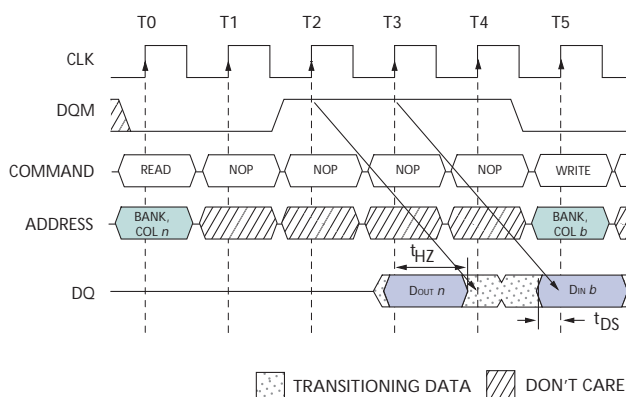 T0 T1 T2 T3 T4 T5
CLK
DQM
COMMAND READ NOP NOP NOP NOP WRITE
ADDRESS BANK, COL n BANK, COL b
tHZ
DQ DOUT n DIN b
tDS
TRANSITIONING DATA DON'T CARE